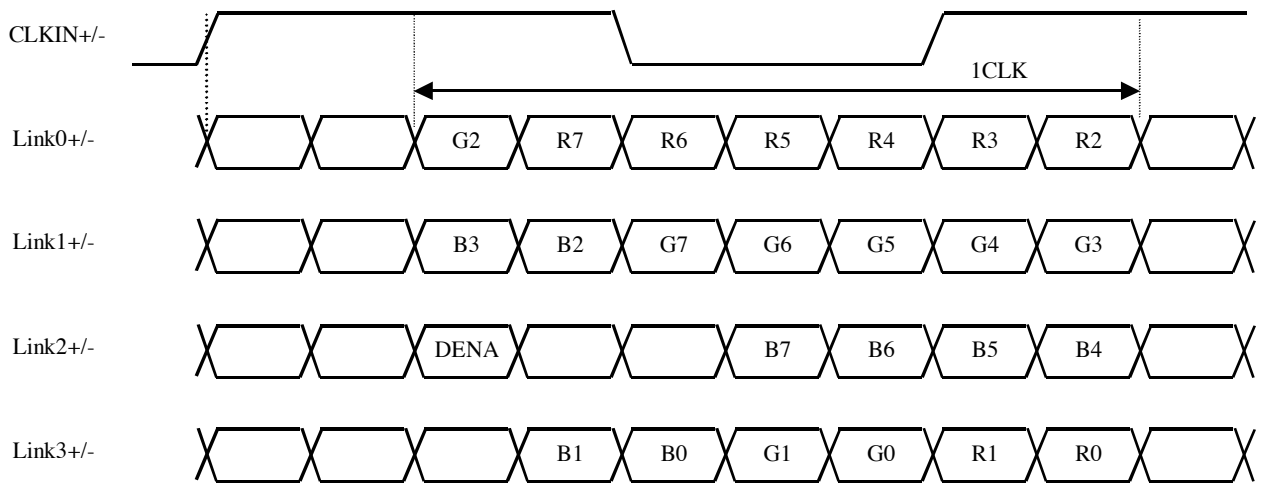 CLKIN+/-
1CLK
Link0+/- G2 R7 R6 R5 R4 R3 R2
Link1+/- B3 B2 G7 G6 G5 G4 G3
Link2+/- DENA B7 B6 B5 B4
Link3+/- B1 B0 G1 G0 R1 R0